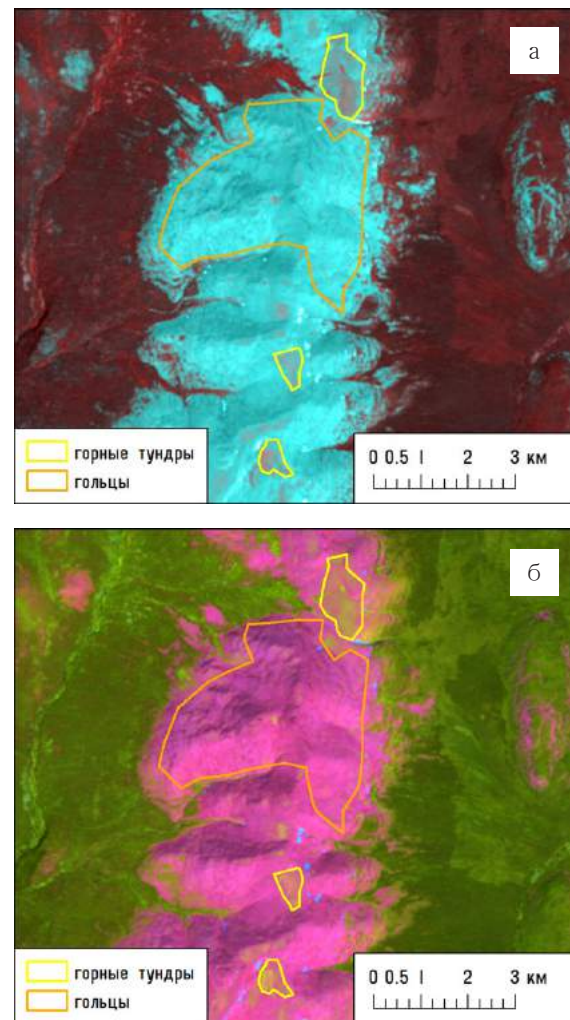 а
горные тундры
гольцы
0 0.5 1 2 3 км
б
горные тундры
гольцы
0 0.5 1 2 3 км